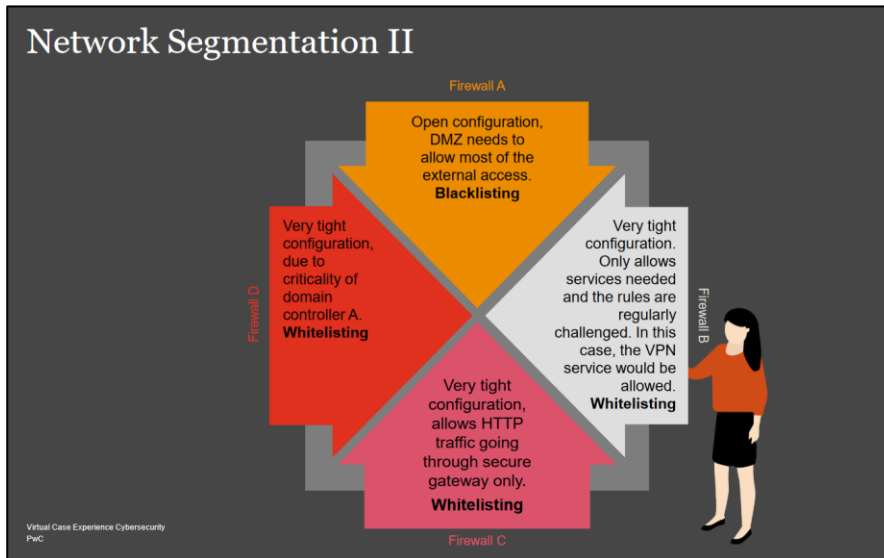 Network Segmentation II
Firewall A
Open configuration,
DMZ needs to
allow most of the
external access.
Blacklisting
Firewall D
Very tight
configuration,
due to
criticality of
domain
controller A.
Whitelisting
Very tight
configuration.
Only allows
services needed
and the rules are
regularly
challenged. In this
case, the VPN
service would be
allowed.
Whitelisting
Firewall B
Very tight
configuration,
allows HTTP
traffic going
through secure
gateway only.
Whitelisting
Firewall C
Virtual Case Experience Cybersecurity
PwC